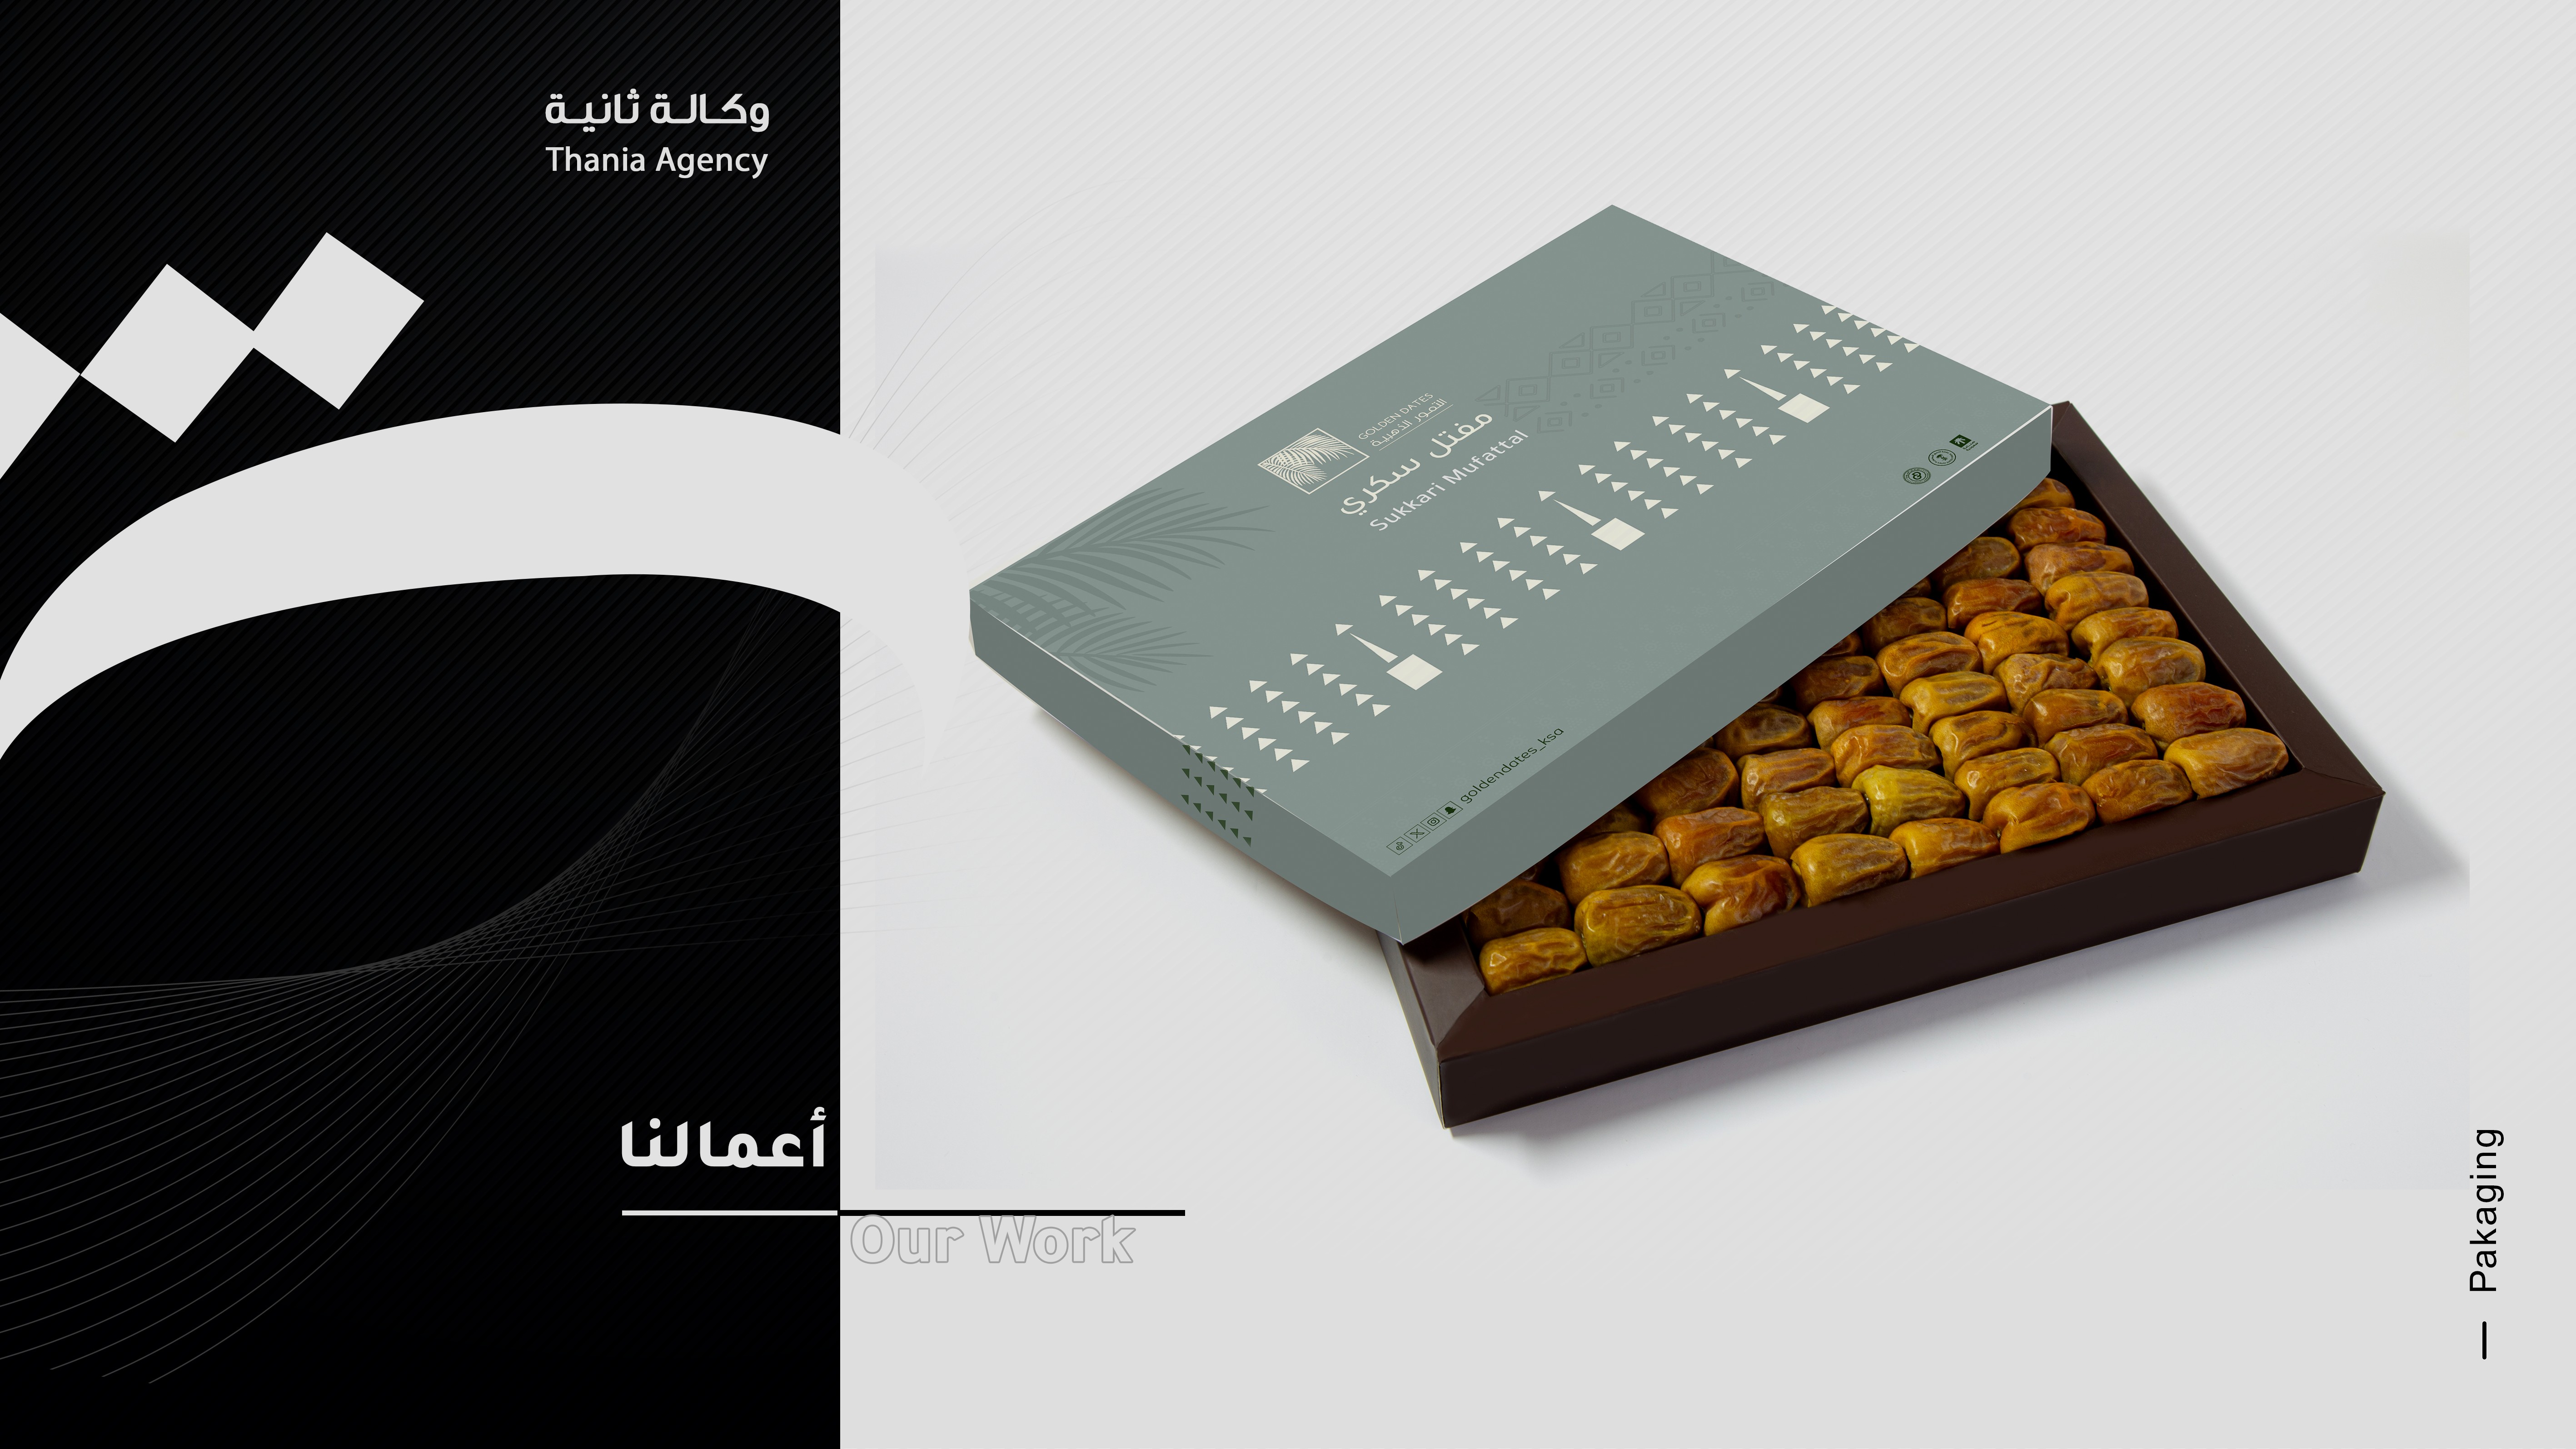 وكالة ثانية
Thania Agency
GOLDEN DATES
التمور الذهبية
مفتل سكري
Sukkari Mufattal
goldendates_ksa
أعمالنا
Our Work
Pakaging